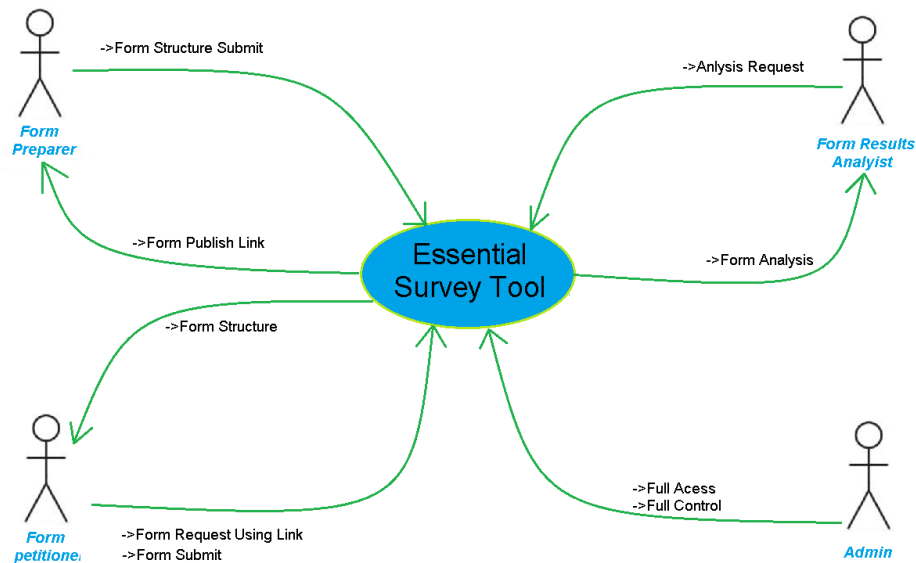 ->Form Structure Submit
->Anlysis Request
Form
Preparer
Form Results
Analyist
->Form Publish Link
Essential
Survey Tool
->Form Analysis
->Form Structure
->Full Acess
->Full Control
Form
petitioner
->Form Request Using Link
->Form Submit
Admin